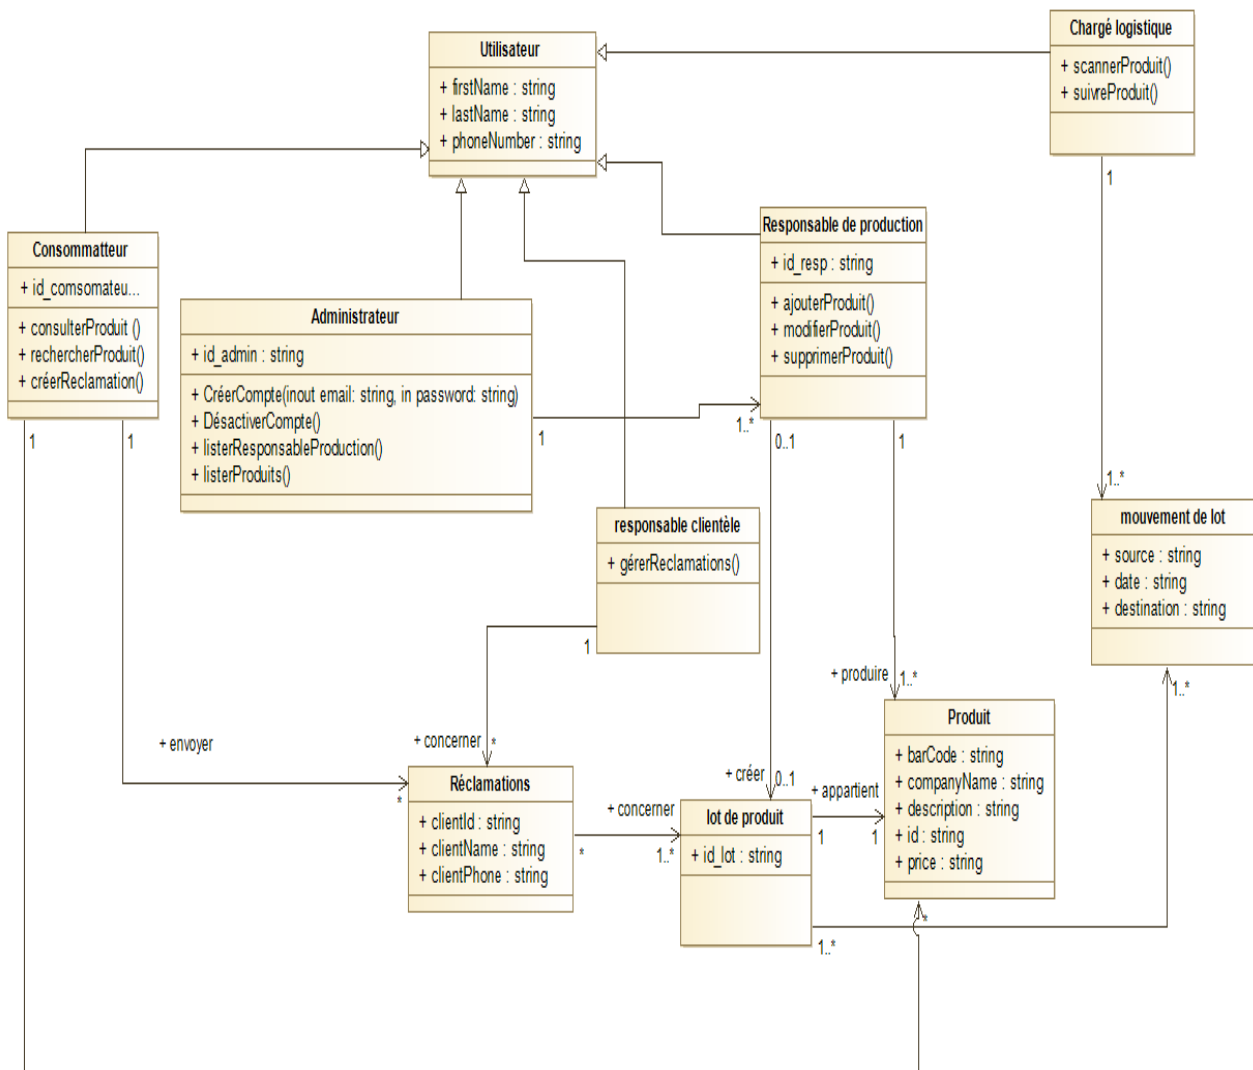 Utilisateur
+ firstName : string
+ lastName : string
+ phoneNumber : string
Chargé logistique
+ scannerProduit()
+ suivreProduit()
1
Consommatteur
+ id_comsomateu...
+ consulterProduit ()
+ rechercherProduit()
+ créerReclamation()
1
1
Administrateur
+ id_admin : string
+ CréerCompte(inout email: string, in password: string)
+ DésactiverCompte()
+ listerResponsableProduction()
+ listerProduits()
1
1..*
Responsable de production
+ id_resp : string
+ ajouterProduit()
+ modifierProduit()
+ supprimerProduit()
0..1
1
responsable clientèle
+ gérerReclamations()
1
1..*
mouvement de lot
+ source : string
+ date : string
+ destination : string
1..*
+ produire
1..*
+ envoyer
*
+ concerner
*
Réclamations
+ clientId : string
+ clientName : string
+ clientPhone : string
+ concerner
*
1..*
+ créer
0..1
lot de produit
+ id_lot : string
+ appartient
1
1
1..*
Produit
+ barCode : string
+ companyName : string
+ description : string
+ id : string
+ price : string
*